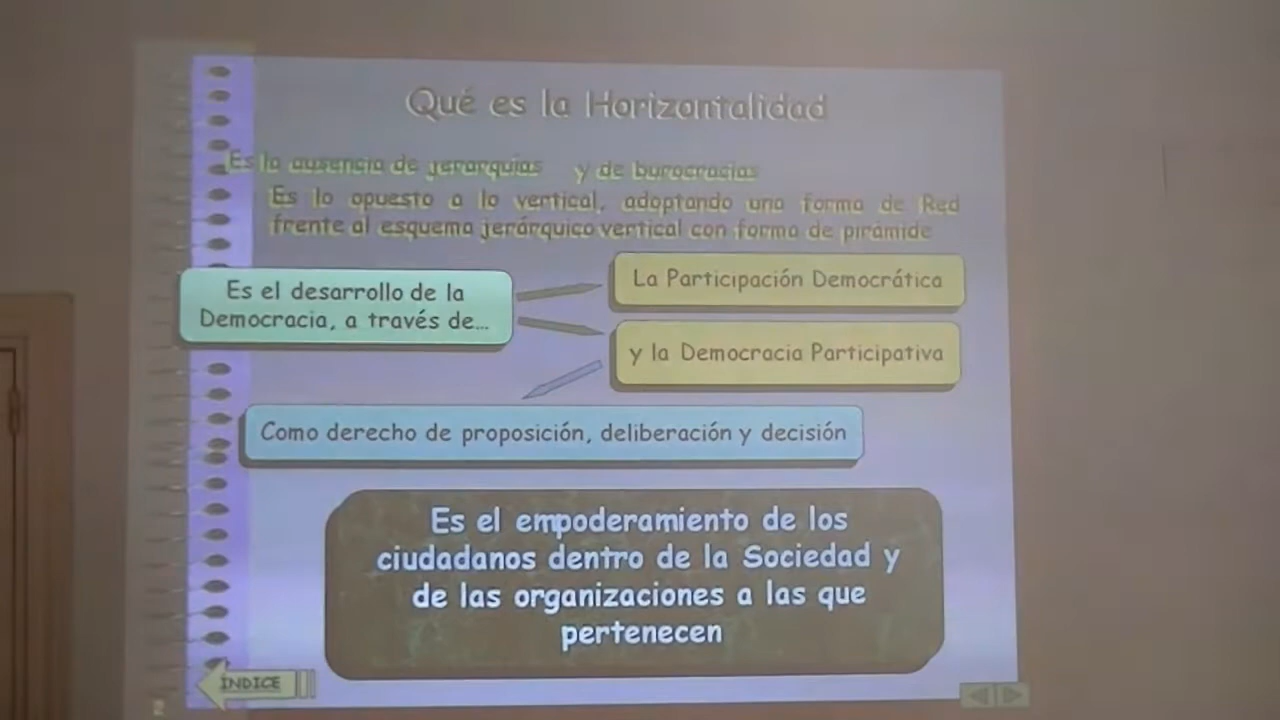 Qué es la Horizontalidad
Es la ausencia de jerarquías y de burocracias
Es lo opuesto a lo vertical, adoptando una forma de Red
frente al esquema jerárquico vertical con forma de pirámide
Es el desarrollo de la
Democracia, a través de...
La Participación Democrática
y la Democracia Participativa
Como derecho de proposición, deliberación y decisión
Es el empoderamiento de los
ciudadanos dentro de la Sociedad y
de las organizaciones a las que
pertenecen
ÍNDICE